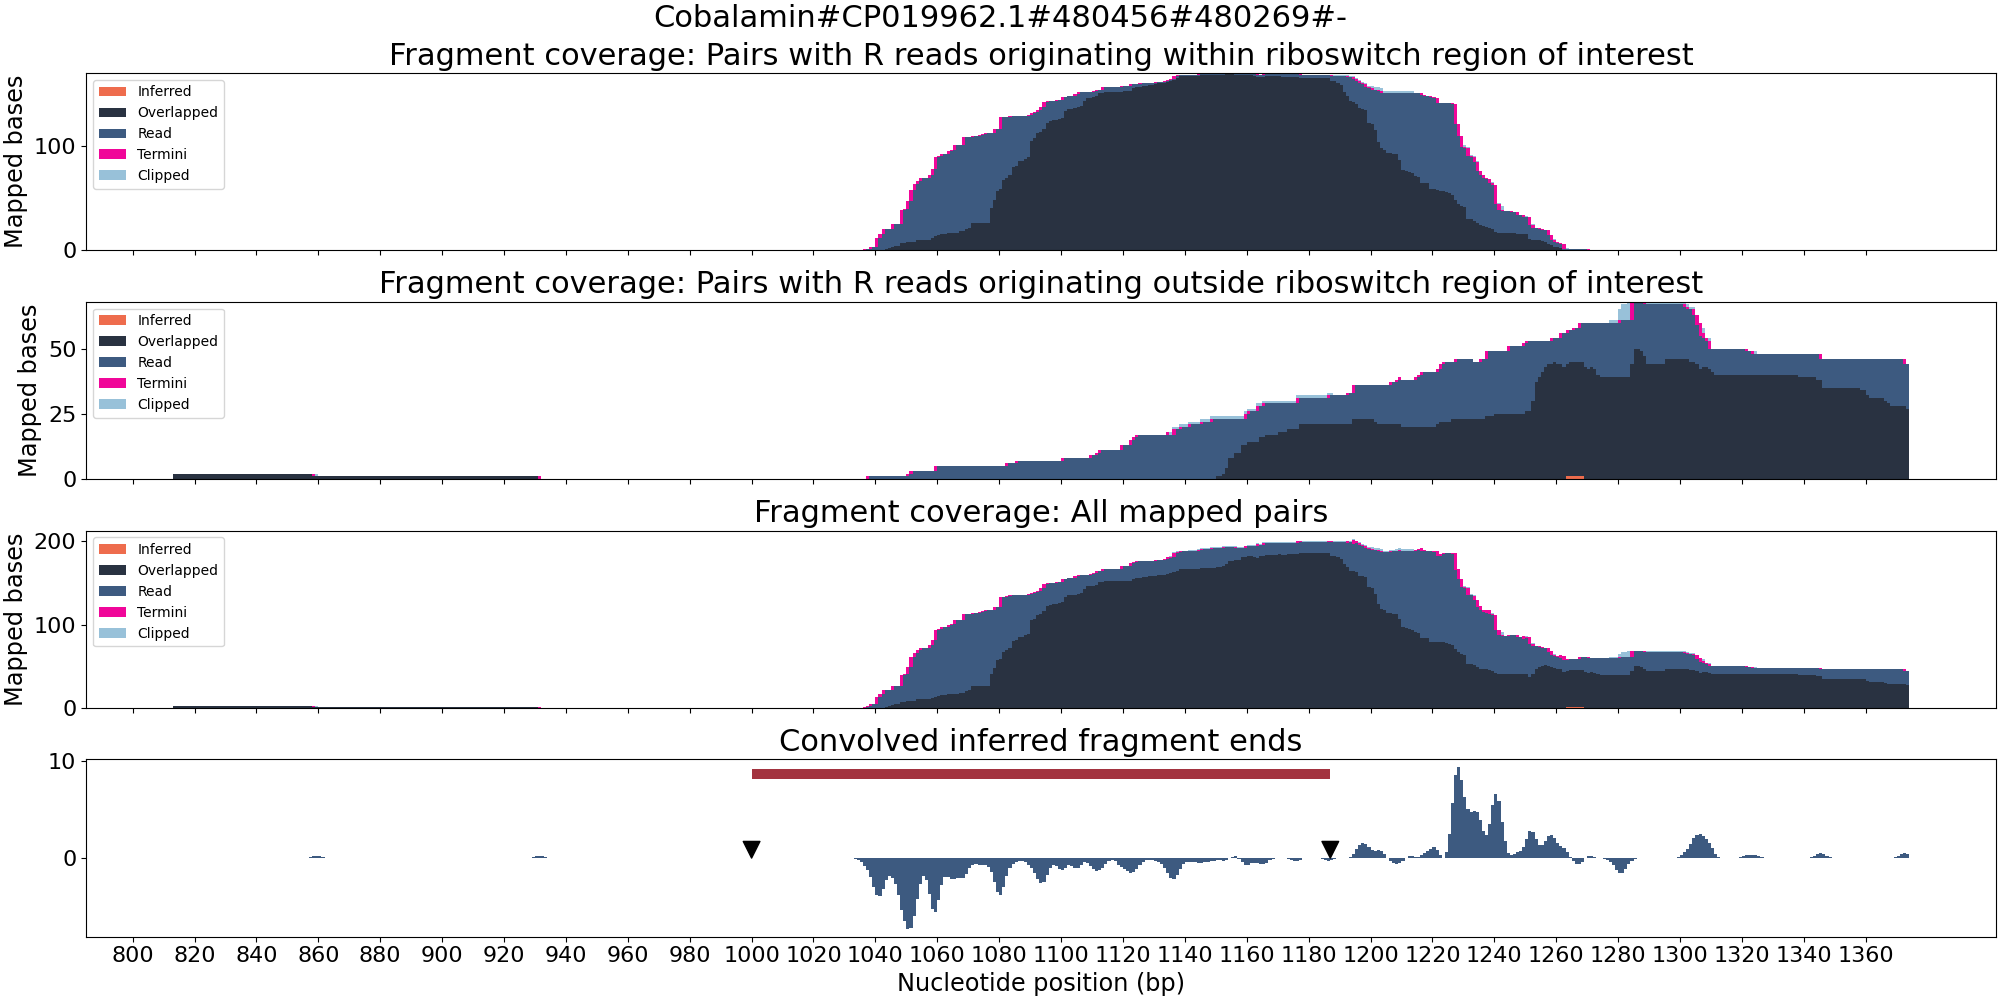 Cobalamin#CP019962.1#480456#480269#-
Fragment coverage: Pairs with R reads originating within riboswitch region of interest
Mapped bases
100
0
Inferred
Overlapped
Read
Termini
Clipped
Fragment coverage: Pairs with R reads originating outside riboswitch region of interest
Mapped bases
50
25
0
Inferred
Overlapped
Read
Termini
Clipped
Fragment coverage: All mapped pairs
Mapped bases
200
100
0
Inferred
Overlapped
Read
Termini
Clipped
Convolved inferred fragment ends
10
0
800 820 840 860 880 900 920 940 960 980 1000 1020 1040 1060 1080 1100 1120 1140 1160 1180 1200 1220 1240 1260 1280 1300 1320 1340 1360
Nucleotide position (bp)